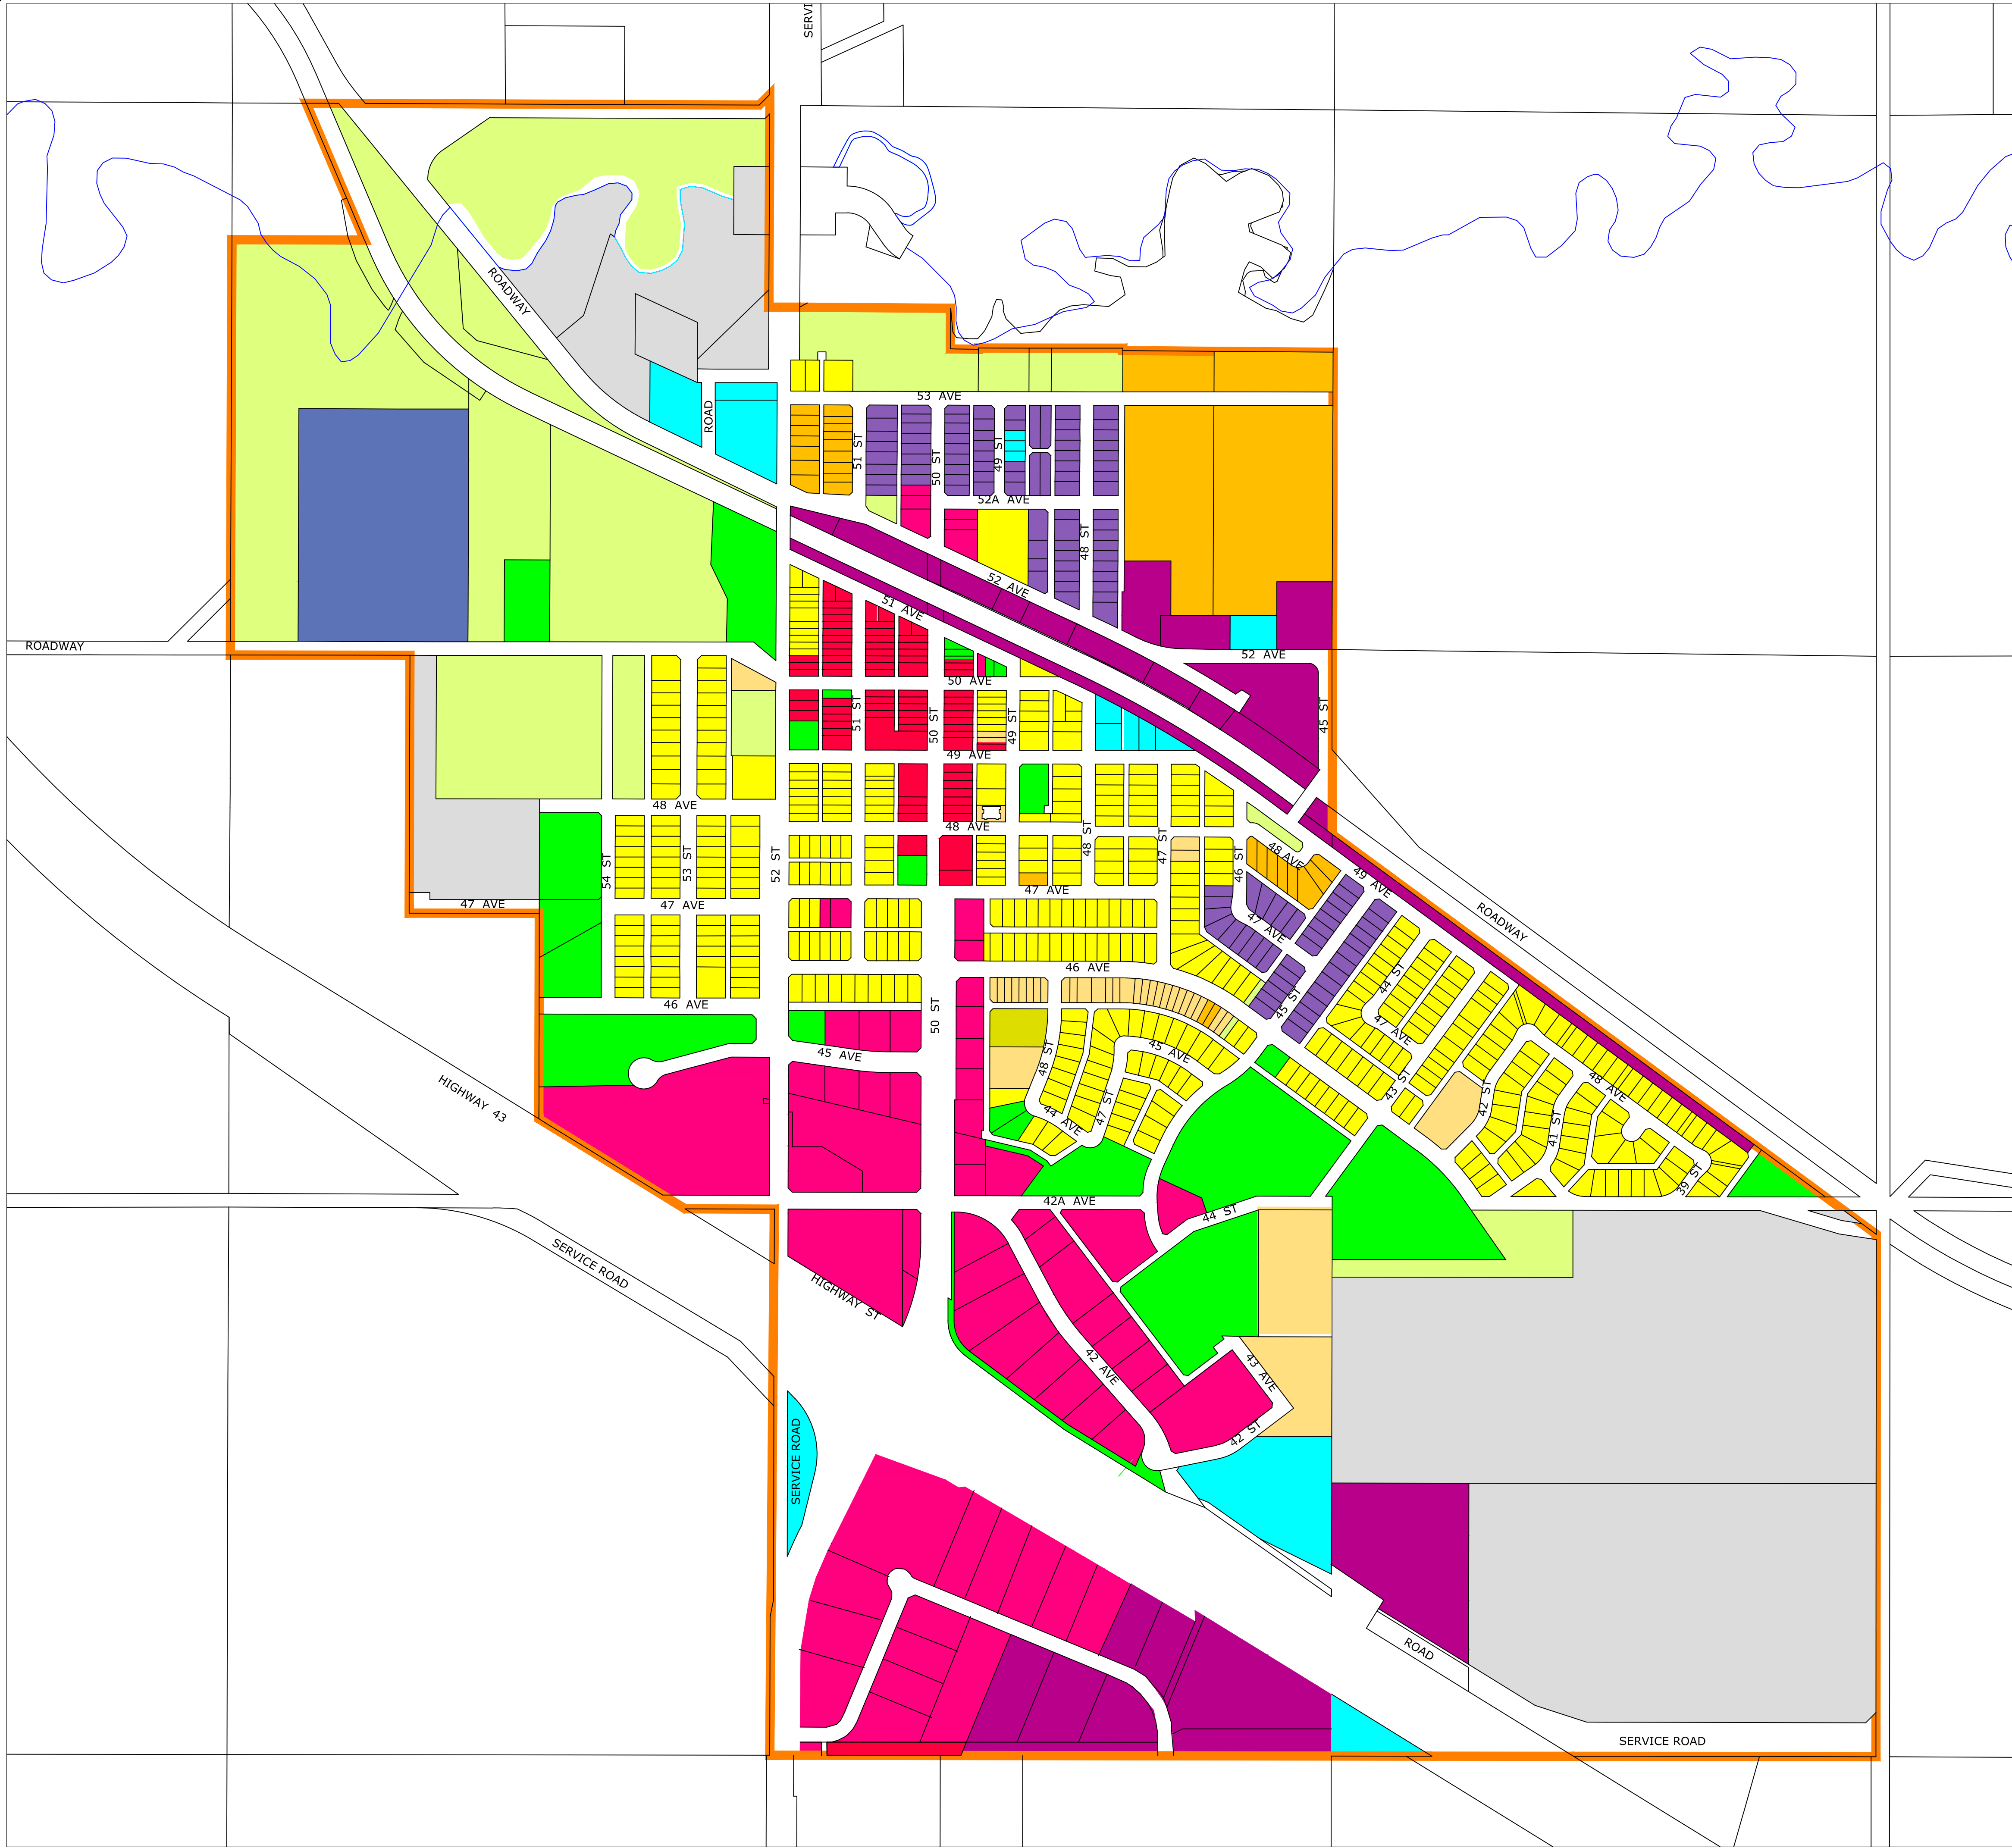 SERVI
ROADWAY
53 AVE
ROAD
51 ST
50 ST
49 ST
52A AVE
48 ST
52 AVE
51 AVE
ROADWAY
52 AVE
50 AVE
51 ST
50 ST
49 ST
45 ST
49 AVE
48 AVE
48 AVE
48 ST
47 ST
46 ST
48 AVE
54 ST
53 ST
52 ST
49 AVE
47 AVE
47 AVE
47 AVE
47 AVE
ROADWAY
46 AVE
44 ST
46 AVE
45 ST
50 ST
47 AVE
45 AVE
48 ST
45 AVE
43 ST
42 ST
48 AVE
HIGHWAY 43
44 AVE
47 ST
41 ST
39 ST
42A AVE
44 ST
SERVICE ROAD
HIGHWAY ST
42 AVE
43 AVE
42 ST
SERVICE ROAD
ROAD
SERVICE ROAD